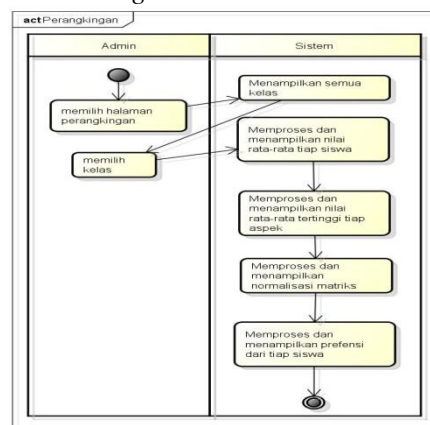 act Perangkingan
Admin
Sistem
memilih halaman
perangkingan
Menampilkan semua
kelas
memilih
kelas
Memproses dan
menampilkan nilai
rata-rata tiap siswa
Memproses dan
menampilkan nilai
rata-rata tertinggi tiap
aspek
Memproses dan
menampilkan
normalisasi matriks
Memproses dan
menampilkan prefensi
dari tiap siswa